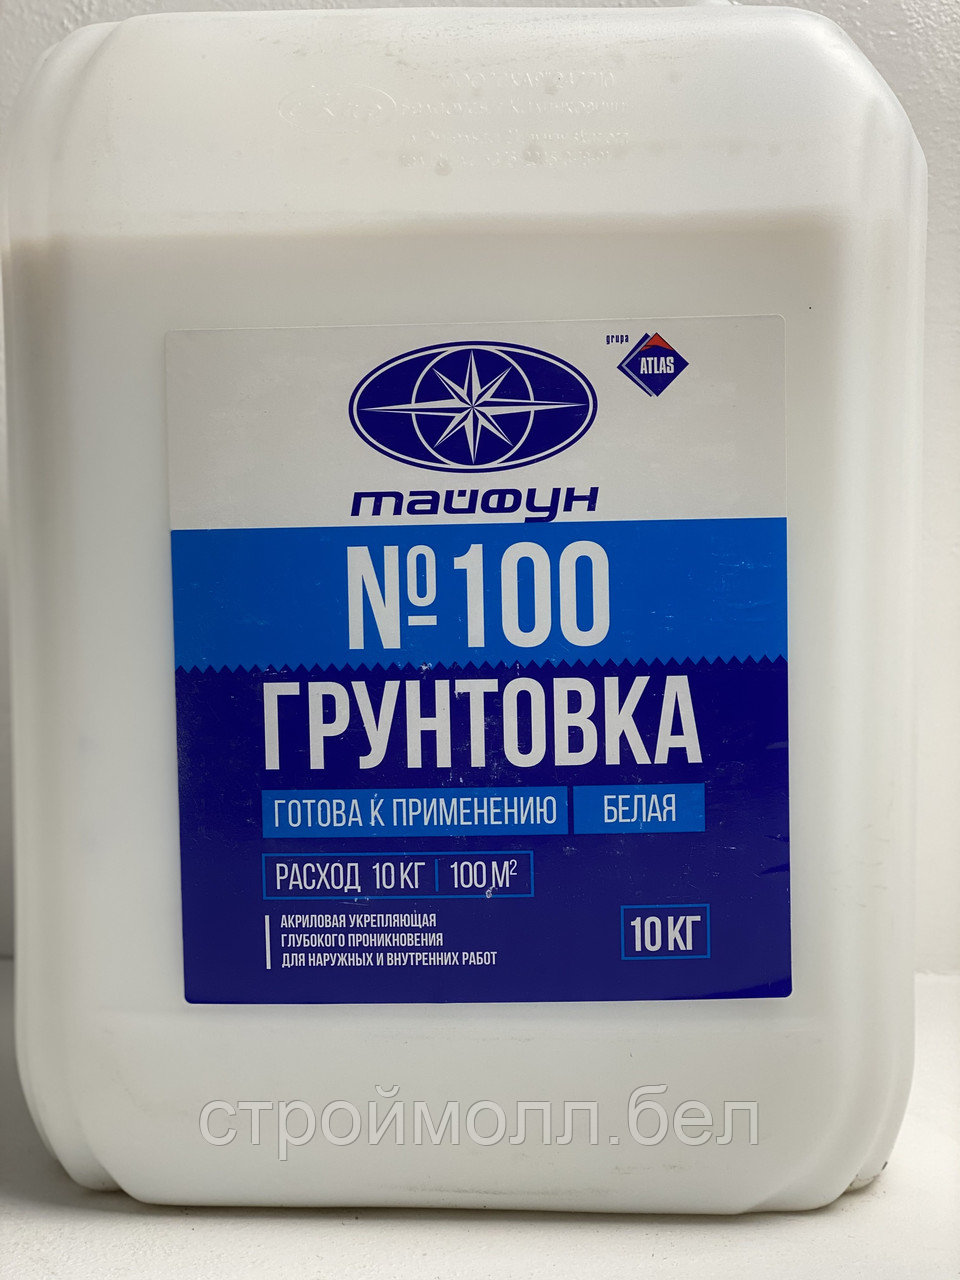 grupa
ATLAS
тайфун
№100
ГРУНТОВКА
ГОТОВА К ПРИМЕНЕНИЮ БЕЛАЯ
РАСХОД 10 КГ 100 М²
АКРИЛОВАЯ УКРЕПЛЯЮЩАЯ
ГЛУБОКОГО ПРОНИКНОВЕНИЯ
ДЛЯ НАРУЖНЫХ И ВНУТРЕННИХ РАБОТ
10 КГ
строймолл.бел